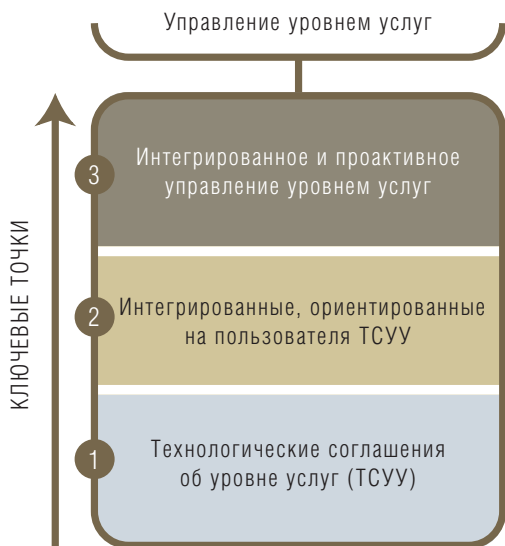 Управление уровнем услуг
КЛЮЧЕВЫЕ ТОЧКИ
3
Интегрированное и проактивное
управление уровнем услуг
2
Интегрированные, ориентированные
на пользователя ТСУУ
1
Технологические соглашения
об уровне услуг (ТСУУ)